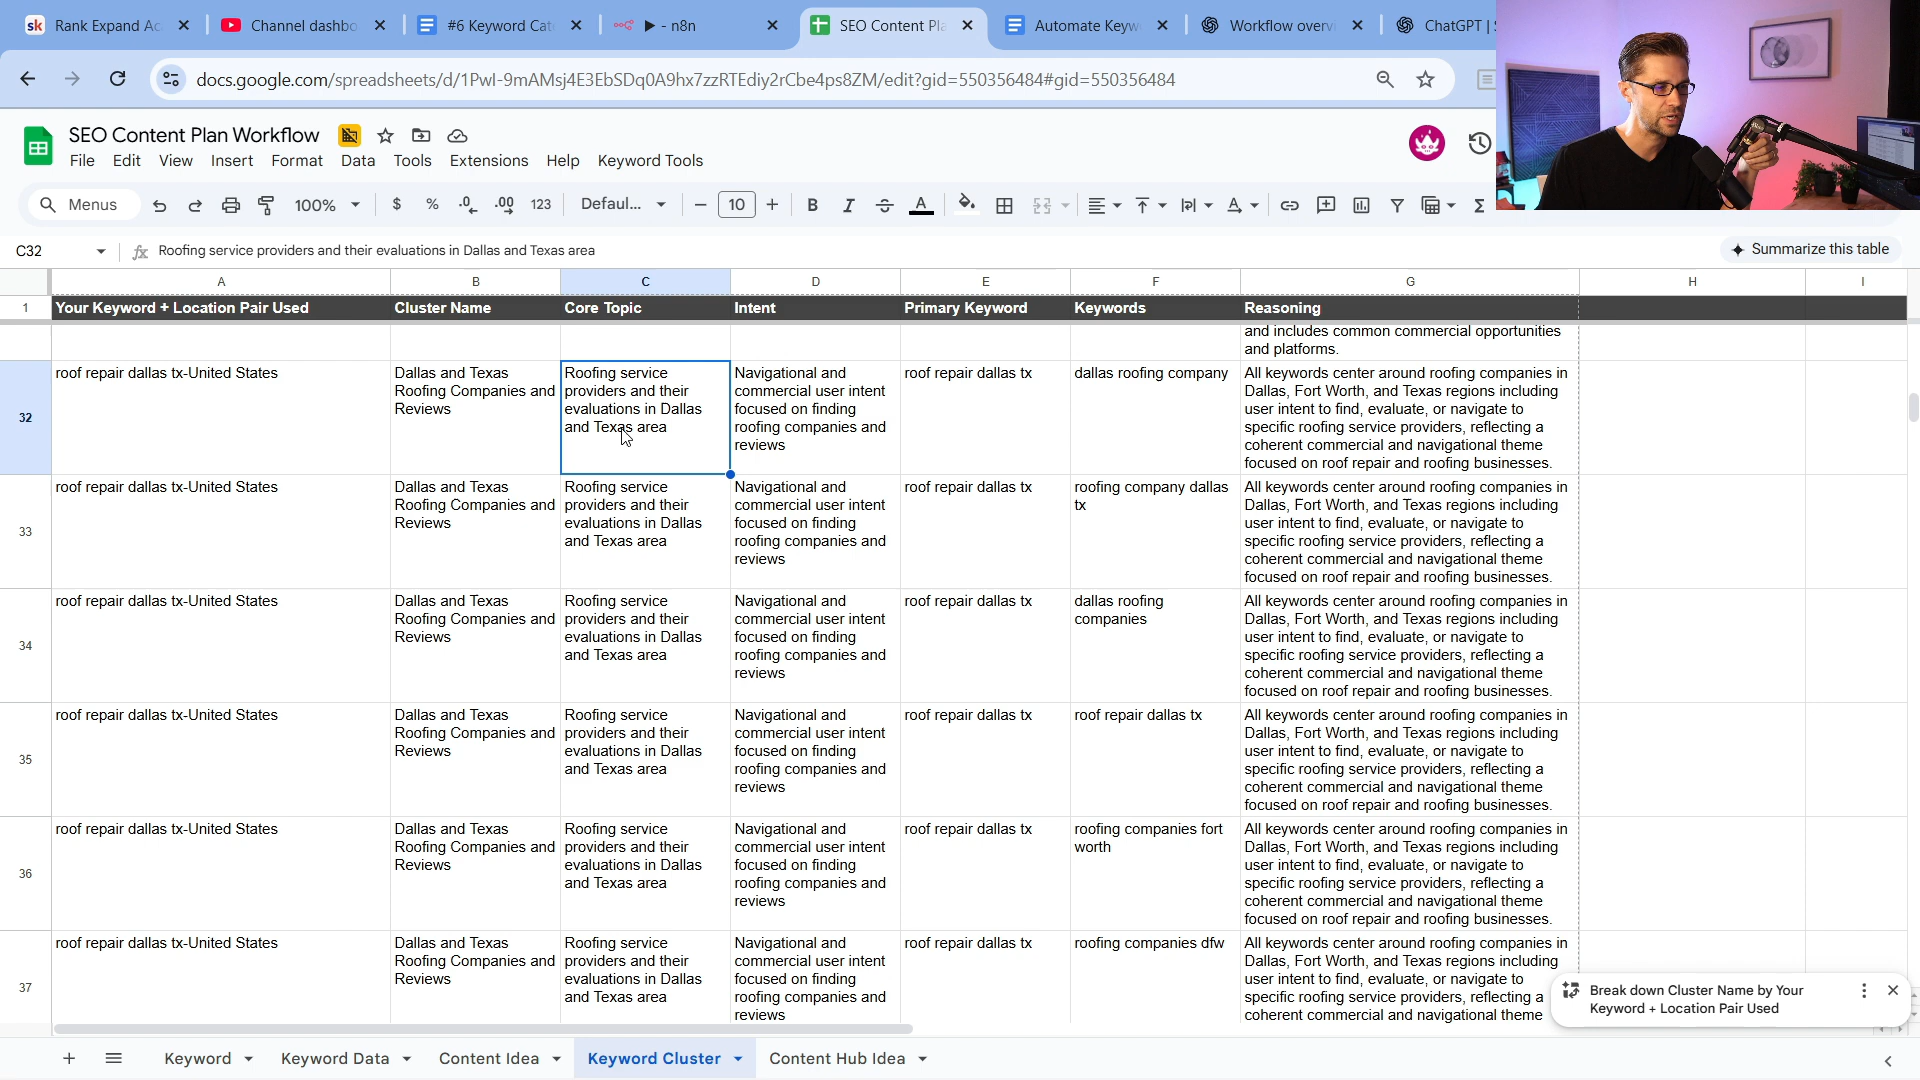 sk Rank Expand Ac
Channel dashbo
#6 Keyword Cat
▶ - n8n
SEO Content Pla
Automate Keyw
Workflow overv
ChatGPT | S
docs.google.com/spreadsheets/d/1PwI-9mAMsj4E3EbSDq0A9hx7zzRTEdiy2rCbe4ps8ZM/edit?gid=550356484#gid=550356484
SEO Content Plan Workflow
File Edit View Insert Format Data Tools Extensions Help Keyword Tools
Menus 100% $ % .0 .00 123 Defaul... − 10 + B I S A Σ
C32 fx Roofing service providers and their evaluations in Dallas and Texas area
Summarize this table
A B C D E F G H I
1 Your Keyword + Location Pair Used Cluster Name Core Topic Intent Primary Keyword Keywords Reasoning
and includes common commercial opportunities
and platforms.
32
roof repair dallas tx-United States
Dallas and Texas
Roofing Companies and
Reviews
Roofing service
providers and their
evaluations in Dallas
and Texas area
Navigational and
commercial user intent
focused on finding
roofing companies and
reviews
roof repair dallas tx
dallas roofing company
All keywords center around roofing companies in
Dallas, Fort Worth, and Texas regions including
user intent to find, evaluate, or navigate to
specific roofing service providers, reflecting a
coherent commercial and navigational theme
focused on roof repair and roofing businesses.
33
roof repair dallas tx-United States
Dallas and Texas
Roofing Companies and
Reviews
Roofing service
providers and their
evaluations in Dallas
and Texas area
Navigational and
commercial user intent
focused on finding
roofing companies and
reviews
roof repair dallas tx
roofing company dallas
tx
All keywords center around roofing companies in
Dallas, Fort Worth, and Texas regions including
user intent to find, evaluate, or navigate to
specific roofing service providers, reflecting a
coherent commercial and navigational theme
focused on roof repair and roofing businesses.
34
roof repair dallas tx-United States
Dallas and Texas
Roofing Companies and
Reviews
Roofing service
providers and their
evaluations in Dallas
and Texas area
Navigational and
commercial user intent
focused on finding
roofing companies and
reviews
roof repair dallas tx
dallas roofing
companies
All keywords center around roofing companies in
Dallas, Fort Worth, and Texas regions including
user intent to find, evaluate, or navigate to
specific roofing service providers, reflecting a
coherent commercial and navigational theme
focused on roof repair and roofing businesses.
35
roof repair dallas tx-United States
Dallas and Texas
Roofing Companies and
Reviews
Roofing service
providers and their
evaluations in Dallas
and Texas area
Navigational and
commercial user intent
focused on finding
roofing companies and
reviews
roof repair dallas tx
roof repair dallas tx
All keywords center around roofing companies in
Dallas, Fort Worth, and Texas regions including
user intent to find, evaluate, or navigate to
specific roofing service providers, reflecting a
coherent commercial and navigational theme
focused on roof repair and roofing businesses.
36
roof repair dallas tx-United States
Dallas and Texas
Roofing Companies and
Reviews
Roofing service
providers and their
evaluations in Dallas
and Texas area
Navigational and
commercial user intent
focused on finding
roofing companies and
reviews
roof repair dallas tx
roofing companies fort
worth
All keywords center around roofing companies in
Dallas, Fort Worth, and Texas regions including
user intent to find, evaluate, or navigate to
specific roofing service providers, reflecting a
coherent commercial and navigational theme
focused on roof repair and roofing businesses.
37
roof repair dallas tx-United States
Dallas and Texas
Roofing Companies and
Reviews
Roofing service
providers and their
evaluations in Dallas
and Texas area
Navigational and
commercial user intent
focused on finding
roofing companies and
reviews
roof repair dallas tx
roofing companies dfw
All keywords center around roofing companies in
Dallas, Fort Worth, and Texas regions including
user intent to find, evaluate, or navigate to
specific roofing service providers, reflecting a
coherent commercial and navigational theme
Break down Cluster Name by Your
Keyword + Location Pair Used
Keyword Keyword Data Content Idea Keyword Cluster Content Hub Idea